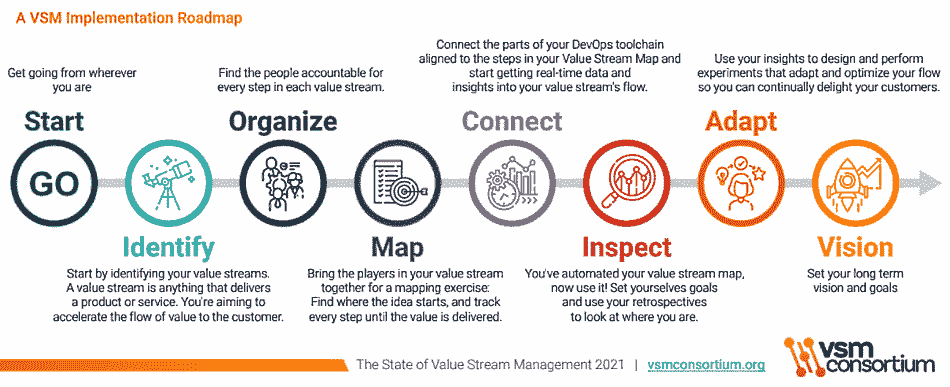 A VSM Implementation Roadmap
Get going from wherever
you are
Start
GO
Identify
Start by identifying your value streams.
A value stream is anything that delivers
a product or service. You're aiming to
accelerate the flow of value to the customer.
Find the people accountable for
every step in each value stream.
Organize
Map
Bring the players in your value stream
together for a mapping exercise:
Find where the idea starts, and track
every step until the value is delivered.
Connect the parts of your DevOps toolchain
aligned to the steps in your Value Stream Map and
start getting real-time data and
insights into your value stream's flow.
Connect
Inspect
You've automated your value stream map,
now use it! Set yourselves goals
and use your retrospectives
to look at where you are.
Use your insights to design and perform
experiments that adapt and optimize your flow
so you can continually delight your customers.
Adapt
Vision
Set your long term
vision and goals
The State of Value Stream Management 2021 | vsmconsortium.org
vsm
consortium